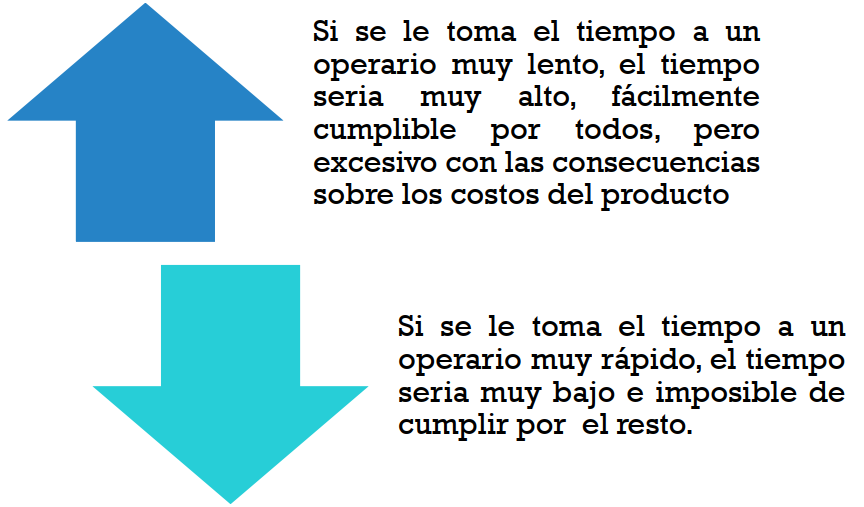 Si se le toma el tiempo a un
operario muy lento, el tiempo
seria muy alto, fácilmente
cumplible por todos, pero
excesivo con las consecuencias
sobre los costos del producto
Si se le toma el tiempo a un
operario muy rápido, el tiempo
seria muy bajo e imposible de
cumplir por el resto.